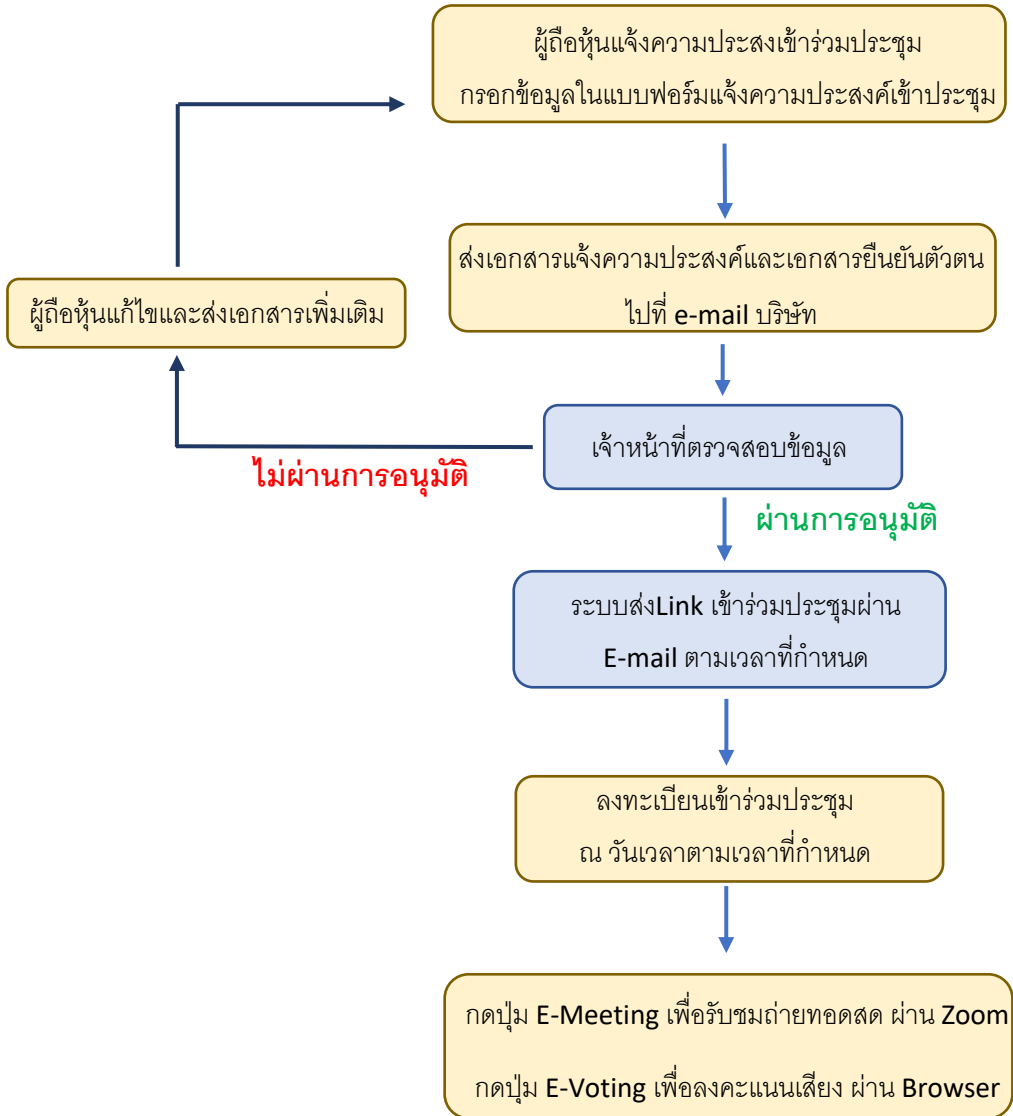 ผู้ถือหุ้นแจ้งความประสงเข้าร่วมประชุม
กรอกข้อมูลในแบบฟอร์มแจ้งความประสงค์เข้าประชุม
ส่งเอกสารแจ้งความประสงค์และเอกสารยืนยันตัวตน
ไปที่ e-mail บริษัท
ผู้ถือหุ้นแก้ไขและส่งเอกสารเพิ่มเติม
เจ้าหน้าที่ตรวจสอบข้อมูล
ไม่ผ่านการอนุมัติ
ผ่านการอนุมัติ
ระบบส่งLink เข้าร่วมประชุมผ่าน
E-mail ตามเวลาที่กำหนด
ลงทะเบียนเข้าร่วมประชุม
ณ วันเวลาตามเวลาที่กำหนด
กดปุ่ม E-Meeting เพื่อรับชมถ่ายทอดสด ผ่าน Zoom
กดปุ่ม E-Voting เพื่อลงคะแนนเสียง ผ่าน Browser